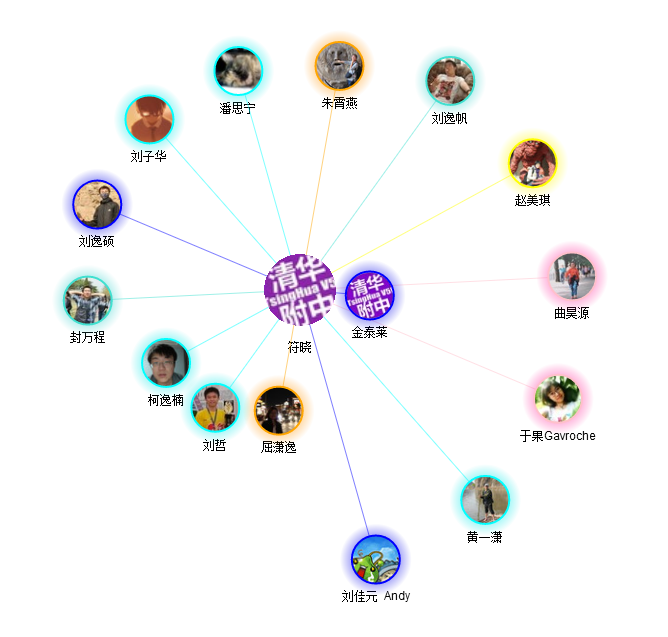 朱霄燕
潘思宁
刘逸帆
刘子华
赵美琪
刘逸硕
清华
TsingHua VS
附中
清华
TsingHua VS
附中
曲昊源
金泰莱
封万程
符晓
柯逸楠
于果Gavroche
刘哲
屈潇逸
黄一潇
刘佳元 Andy